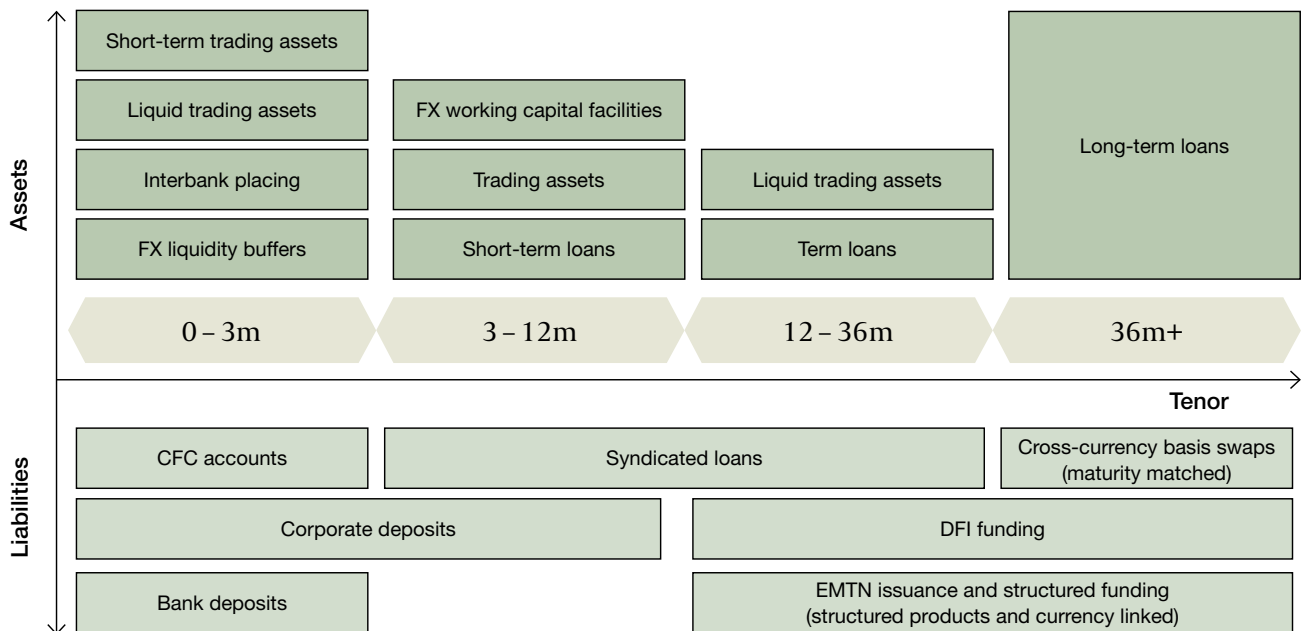 Assets
Short-term trading assets
Liquid trading assets
FX working capital facilities
Long-term loans
Interbank placing
Trading assets
Liquid trading assets
FX liquidity buffers
Short-term loans
Term loans
0 – 3m
3 – 12m
12 – 36m
36m+
Tenor
Liabilities
CFC accounts
Syndicated loans
Cross-currency basis swaps
(maturity matched)
Corporate deposits
DFI funding
Bank deposits
EMTN issuance and structured funding
(structured products and currency linked)